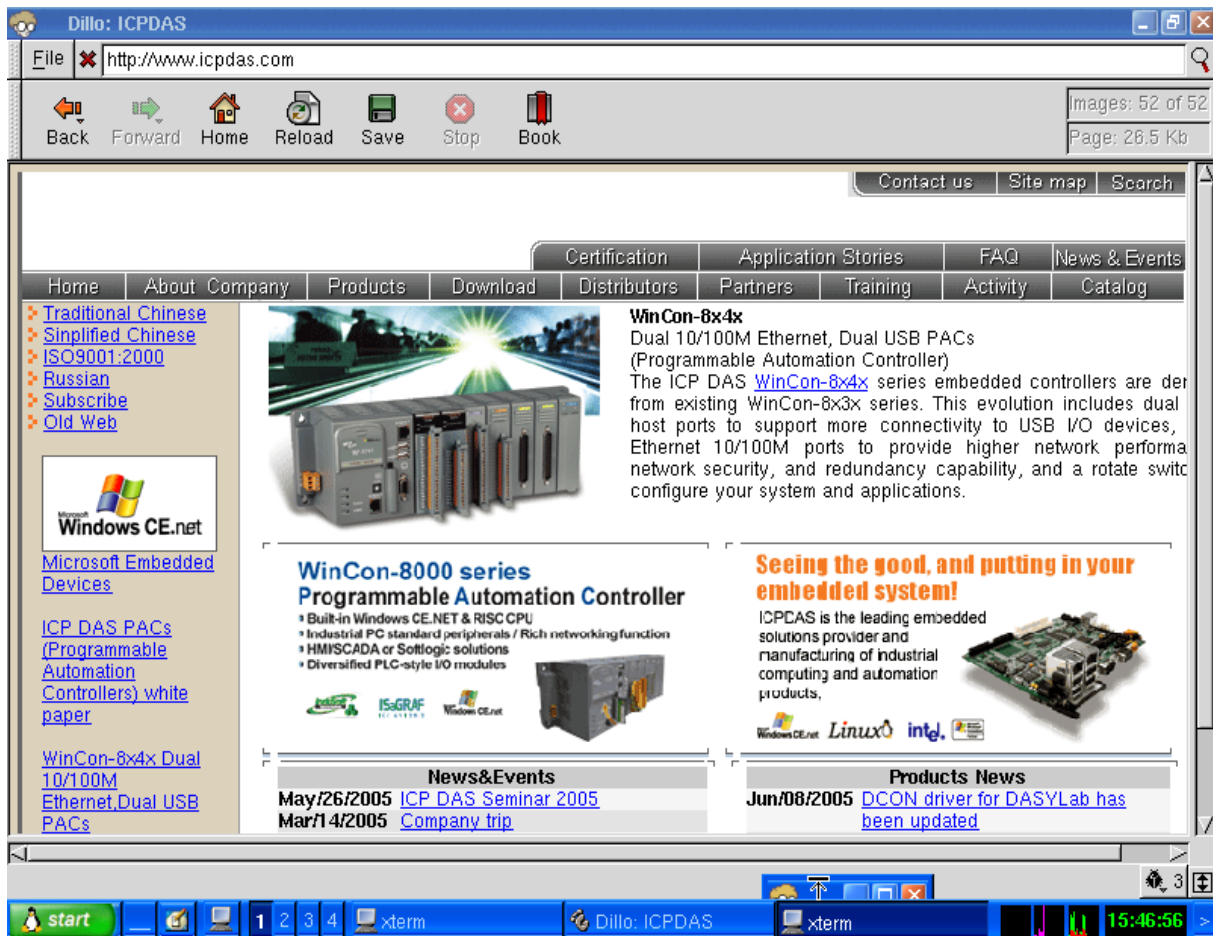 Dillo: ICPDAS
File
http://www.icpdas.com
Back Forward Home Reload Save Stop Book
Images: 52 of 52
Page: 26.5 Kb
Contact us Site map Search
Certification Application Stories FAQ News & Events
Home About Company Products Download Distributors Partners Training Activity Catalog
Traditional Chinese
Sinplified Chinese
ISO9001:2000
Russian
Subscribe
Old Web
Microsoft
Windows CE.net
Microsoft Embedded
Devices
ICP DAS PACs
(Programmable
Automation
Controllers) white
paper
WinCon-8x4x Dual
10/100M
Ethernet,Dual USB
PACs
WinCon-8x4x
Dual 10/100M Ethernet, Dual USB PACs
(Programmable Automation Controller)
The ICP DAS WinCon-8x4x series embedded controllers are der
from existing WinCon-8x3x series. This evolution includes dual
host ports to support more connectivity to USB I/O devices,
Ethernet 10/100M ports to provide higher network performa
network security, and redundancy capability, and a rotate switc
configure your system and applications.
WinCon-8000 series
Programmable Automation Controller
Built-in Windows CE.NET & RISC CPU
Industrial PC standard peripherals / Rich networking function
HMI/SCADA or Softlogic solutions
Diversified PLC-style I/O modules
ISaGRAF
Windows CE.net
Seeing the good, and putting in your
embedded system!
ICPDAS is the leading embedded
solutions provider and
manufacturing of industrial
computing and automation
products,
Windows CE.net Linux intel.
News&Events
May/26/2005 ICP DAS Seminar 2005
Mar/14/2005 Company trip
Products News
Jun/08/2005 DCON driver for DASYLab has
been updated
3
start 1 2 3 4 xterm Dillo: ICPDAS xterm 15:46:56 >